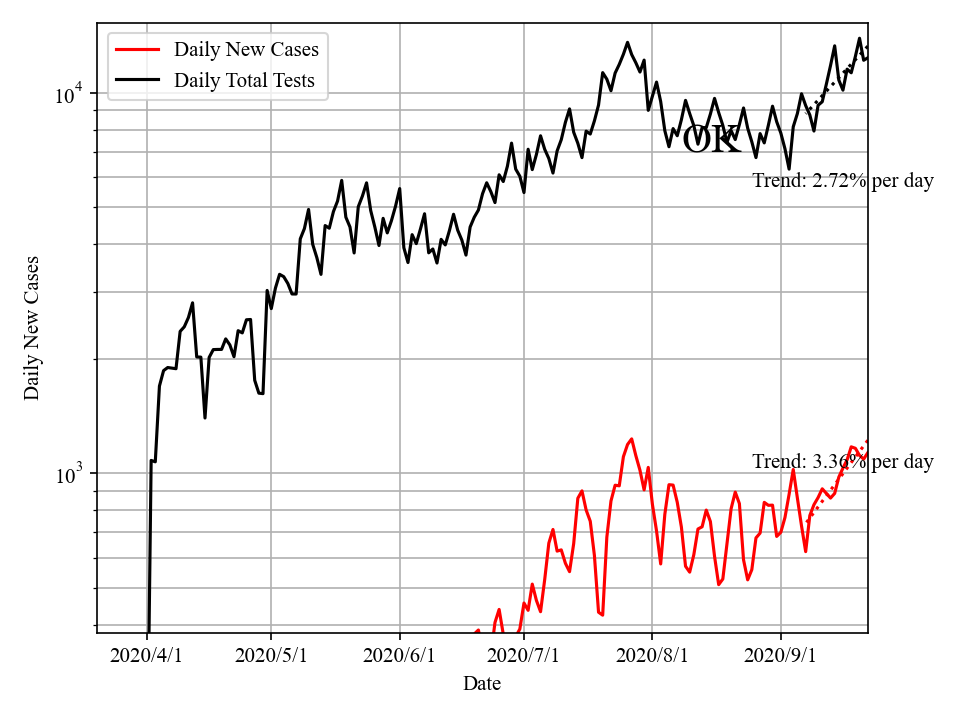 Daily New Cases
Daily Total Tests
10^4
OK
Trend: 2.72% per day
Daily New Cases
Trend: 3.36% per day
10^3
2020/4/1 2020/5/1 2020/6/1 2020/7/1 2020/8/1 2020/9/1
Date